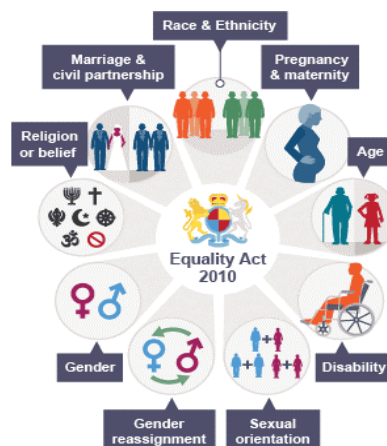 Race & Ethnicity
Marriage &
civil partnership
Pregnancy
& maternity
Religion
or belief
Age
Equality Act
2010
Gender
Disability
Gender
reassignment
Sexual
orientation